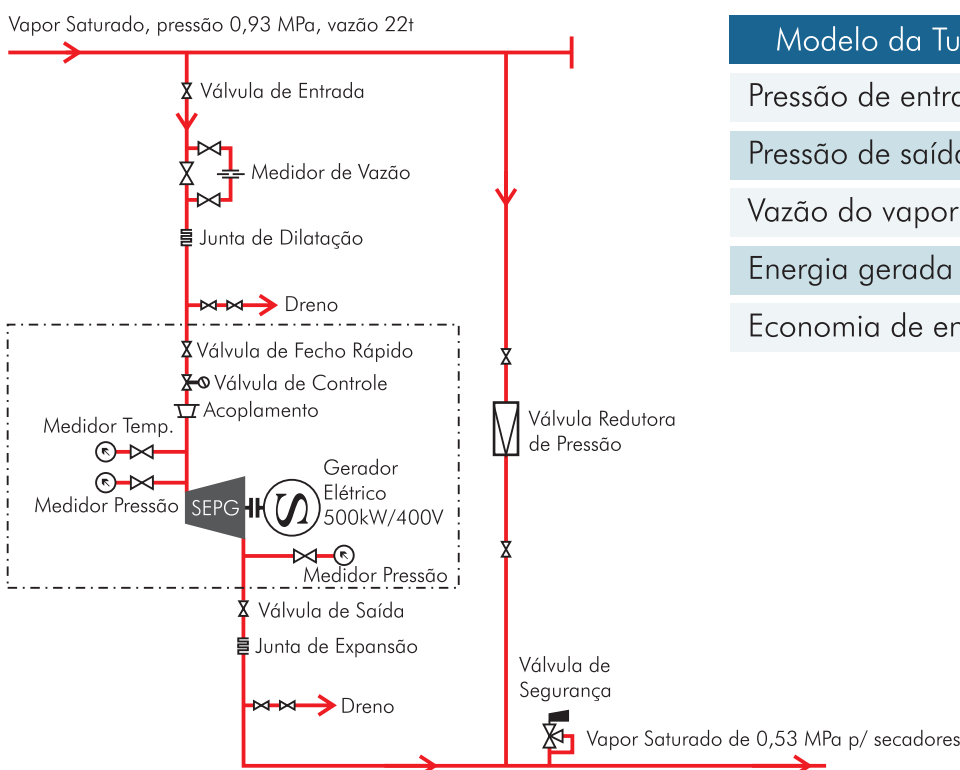 Vapor Saturado, pressão 0,93 MPa, vazão 22t
Válvula de Entrada
Medidor de Vazão
Junta de Dilatação
Dreno
Válvula de Fecho Rápido
Válvula de Controle
Acoplamento
Medidor Temp.
Medidor Pressão
SEPG
Gerador
Elétrico
500kW/400V
Medidor Pressão
Válvula de Saída
Junta de Expansão
Dreno
Válvula Redutora
de Pressão
Válvula de
Segurança
Vapor Saturado de 0,53 MPa p/ secadores
Modelo da Tu
Pressão de entra
Pressão de saída
Vazão do vapor
Energia gerada
Economia de en